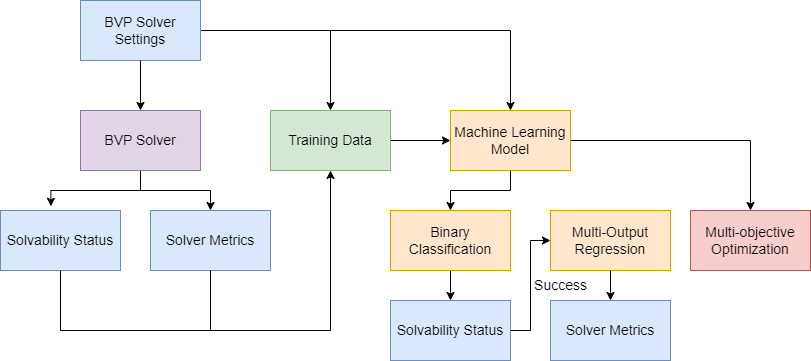 BVP Solver
Settings
BVP Solver
Training Data
Machine Learning
Model
Solvability Status
Solver Metrics
Binary
Classification
Multi-Output
Regression
Multi-objective
Optimization
Success
Solvability Status
Solver Metrics